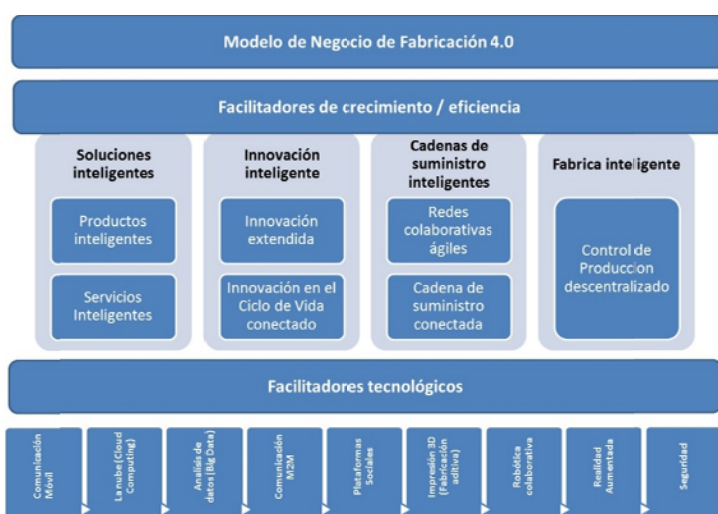 Modelo de Negocio de Fabricación 4.0
Facilitadores de crecimiento / eficiencia
Soluciones
inteligentes
Productos
inteligentes
Servicios
Inteligentes
Innovación
inteligente
Innovación
extendida
Innovación en el
Ciclo de Vida
conectado
Cadenas de
suministro
inteligentes
Redes
colaborativas
ágiles
Cadena de
suministro
conectada
Fabrica inteligente
Control de
Produccion
descentralizado
Facilitadores tecnológicos
Comunicación
Móvil
La nube (Cloud
Computing)
Analisis de
datos (Big Data)
Comunicación
M2M
Plataformas
Sociales
Impresión 3D
(Fabricación
aditiva)
Robótica
colaborativa
Realidad
Aumentada
Seguridad